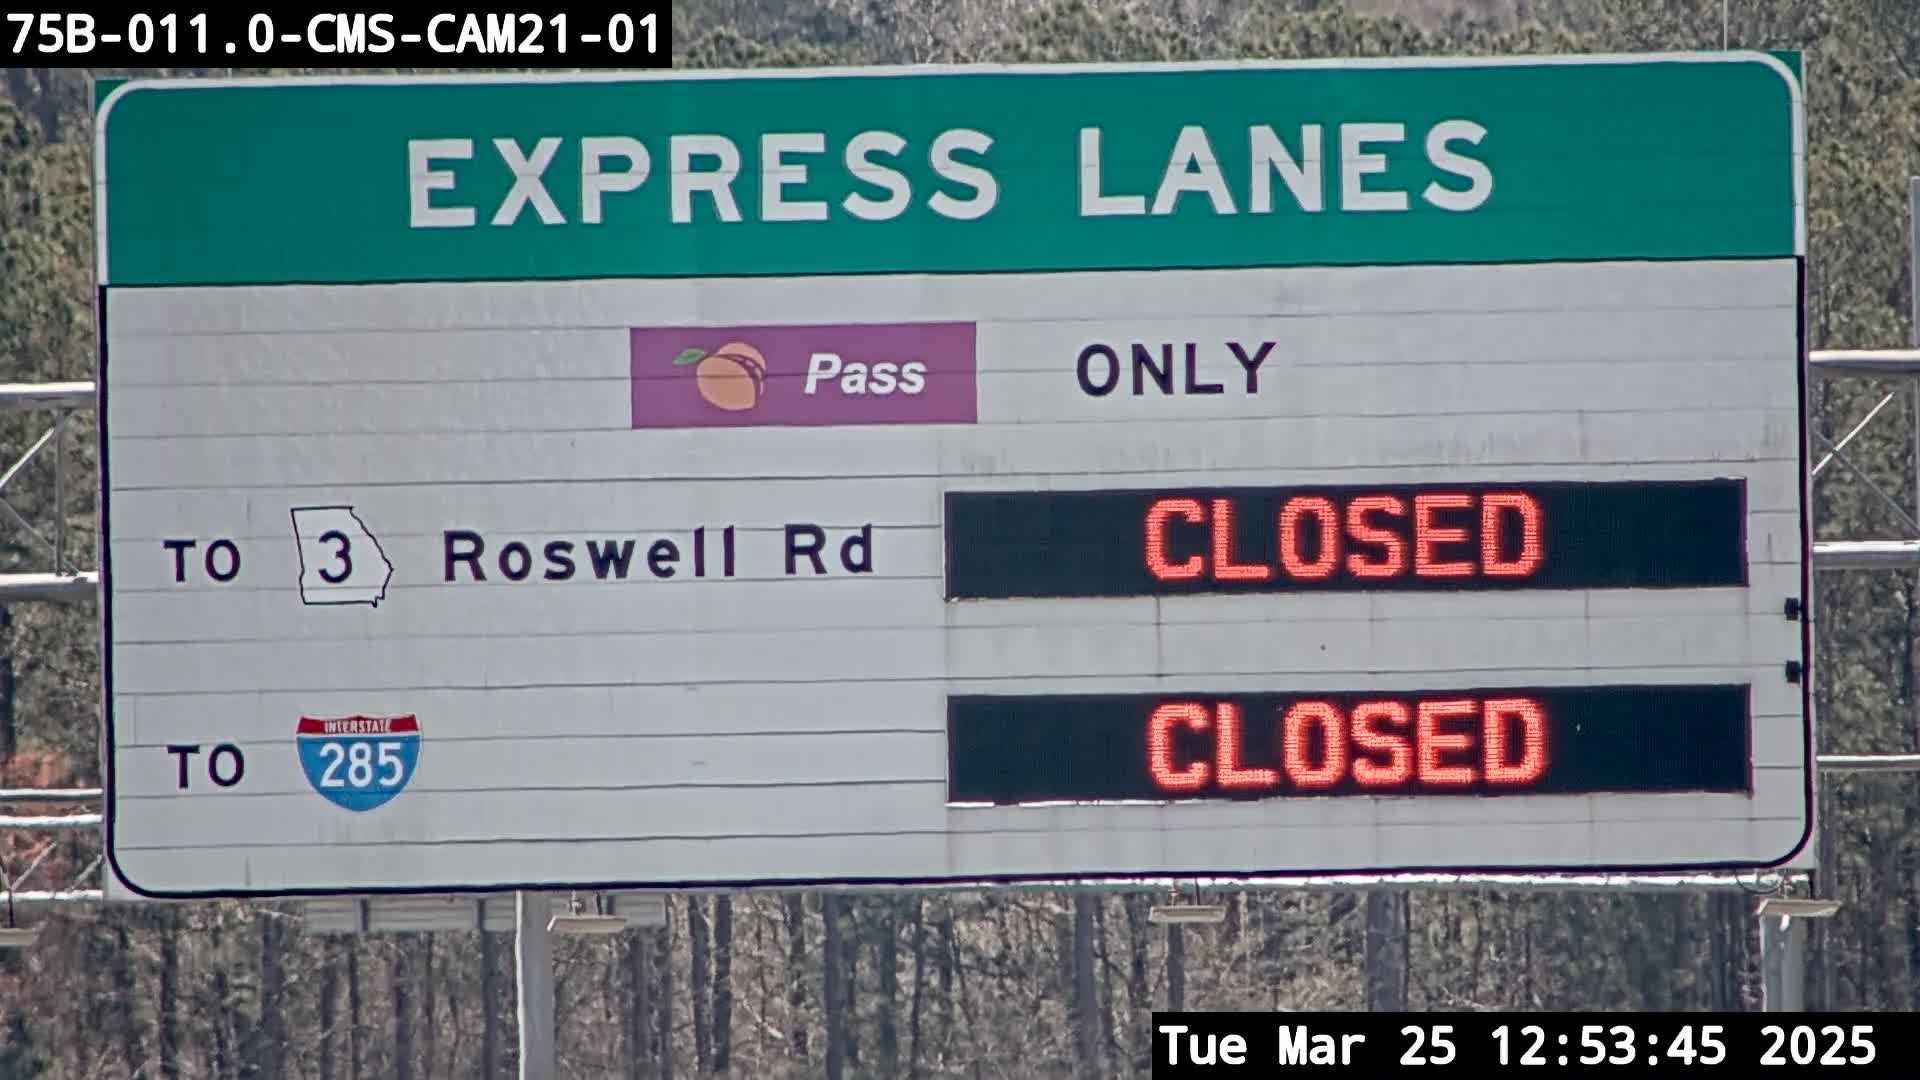 75B-011.0-CMS-CAM21-01
EXPRESS LANES
Pass ONLY
TO 3 Roswell Rd CLOSED
INTERSTATE
TO 285 CLOSED
Tue Mar 25 12:53:45 2025